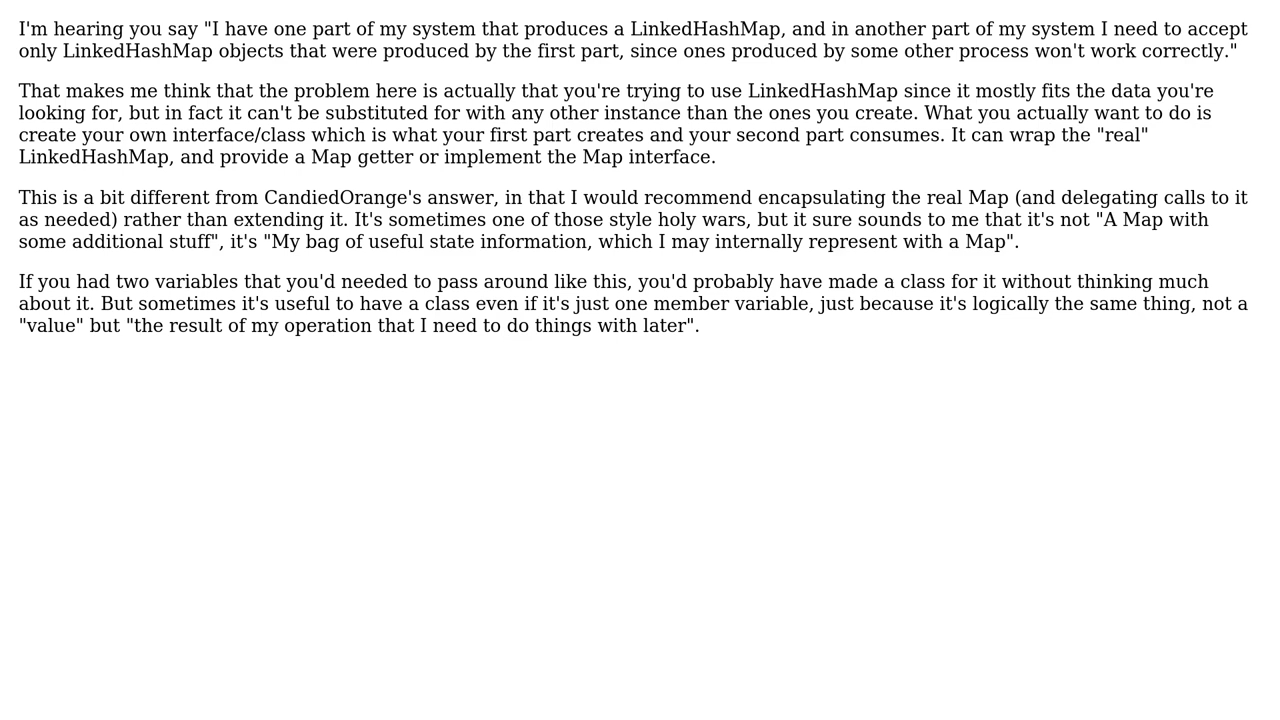 I'm hearing you say "I have one part of my system that produces a LinkedHashMap, and in another part of my system I need to accept
only LinkedHashMap objects that were produced by the first part, since ones produced by some other process won't work correctly."
That makes me think that the problem here is actually that you're trying to use LinkedHashMap since it mostly fits the data you're
looking for, but in fact it can't be substituted for with any other instance than the ones you create. What you actually want to do is
create your own interface/class which is what your first part creates and your second part consumes. It can wrap the "real"
LinkedHashMap, and provide a Map getter or implement the Map interface.
This is a bit different from CandiedOrange's answer, in that I would recommend encapsulating the real Map (and delegating calls to it
as needed) rather than extending it. It's sometimes one of those style holy wars, but it sure sounds to me that it's not "A Map with
some additional stuff", it's "My bag of useful state information, which I may internally represent with a Map".
If you had two variables that you'd needed to pass around like this, you'd probably have made a class for it without thinking much
about it. But sometimes it's useful to have a class even if it's just one member variable, just because it's logically the same thing, not a
"value" but "the result of my operation that I need to do things with later".